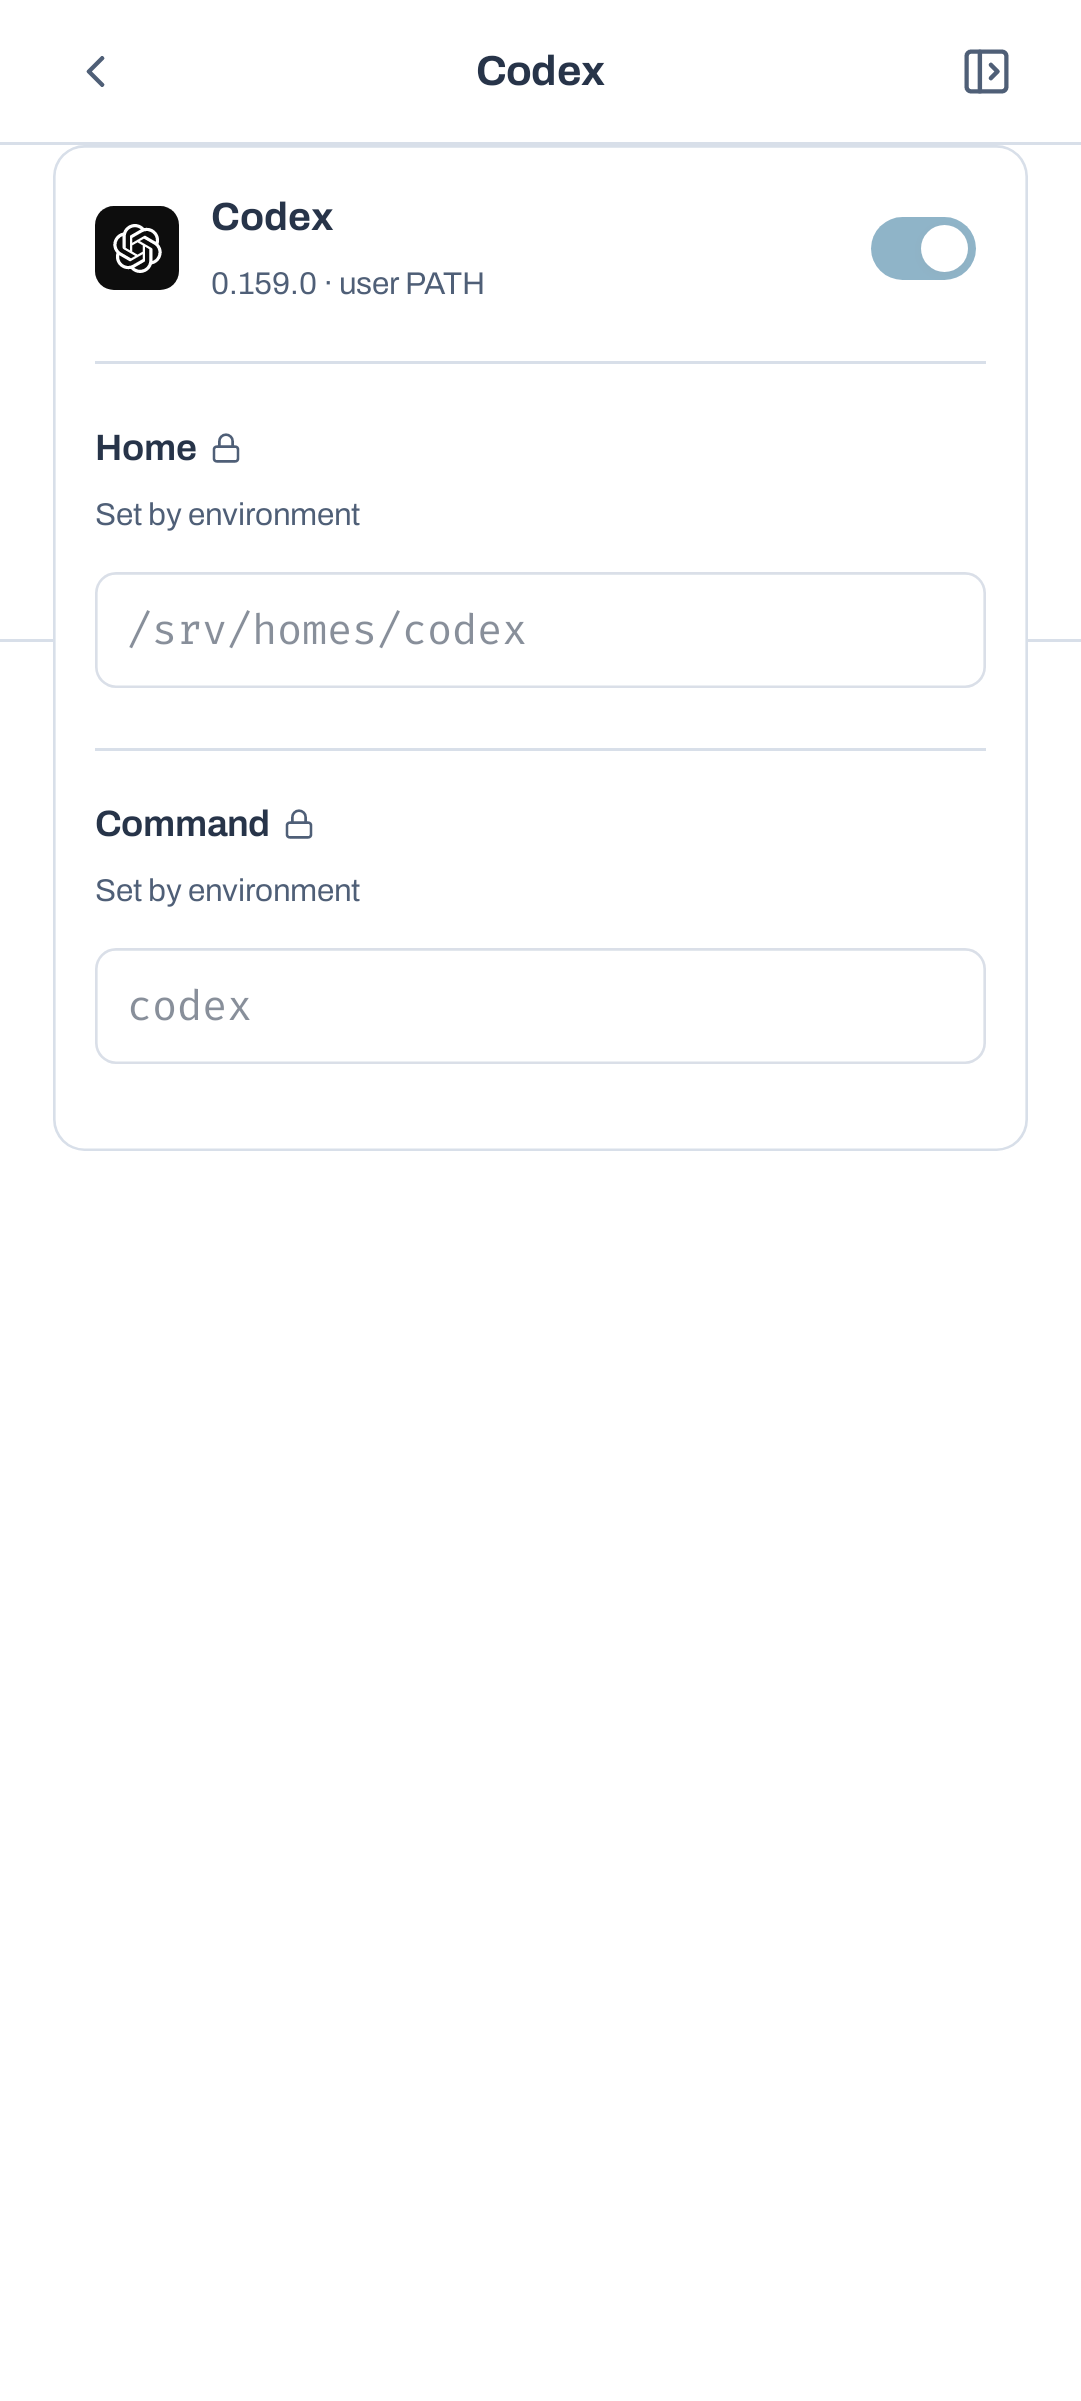 Codex
Codex
0.159.0 · user PATH
Home
Set by environment
/srv/homes/codex
Command
Set by environment
codex